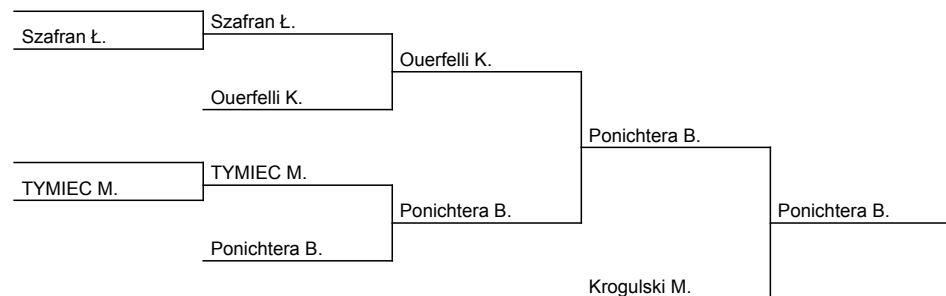 Szafran Ł.
Szafran Ł.
Ouerfelli K.
Ouerfelli K.
Ponichtera B.
TYMIEC M.
TYMIEC M.
Ponichtera B.
Ponichtera B.
Ponichtera B.
Krogulski M.